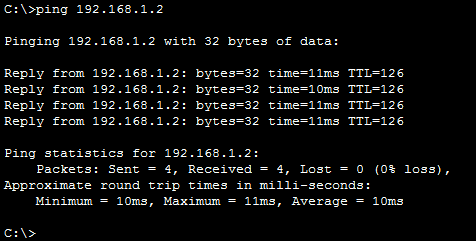 C:\>ping 192.168.1.2
Pinging 192.168.1.2 with 32 bytes of data:
Reply from 192.168.1.2: bytes=32 time=11ms TTL=126
Reply from 192.168.1.2: bytes=32 time=10ms TTL=126
Reply from 192.168.1.2: bytes=32 time=11ms TTL=126
Reply from 192.168.1.2: bytes=32 time=11ms TTL=126
Ping statistics for 192.168.1.2:
Packets: Sent = 4, Received = 4, Lost = 0 (0% loss),
Approximate round trip times in milli-seconds:
Minimum = 10ms, Maximum = 11ms, Average = 10ms
C:\>